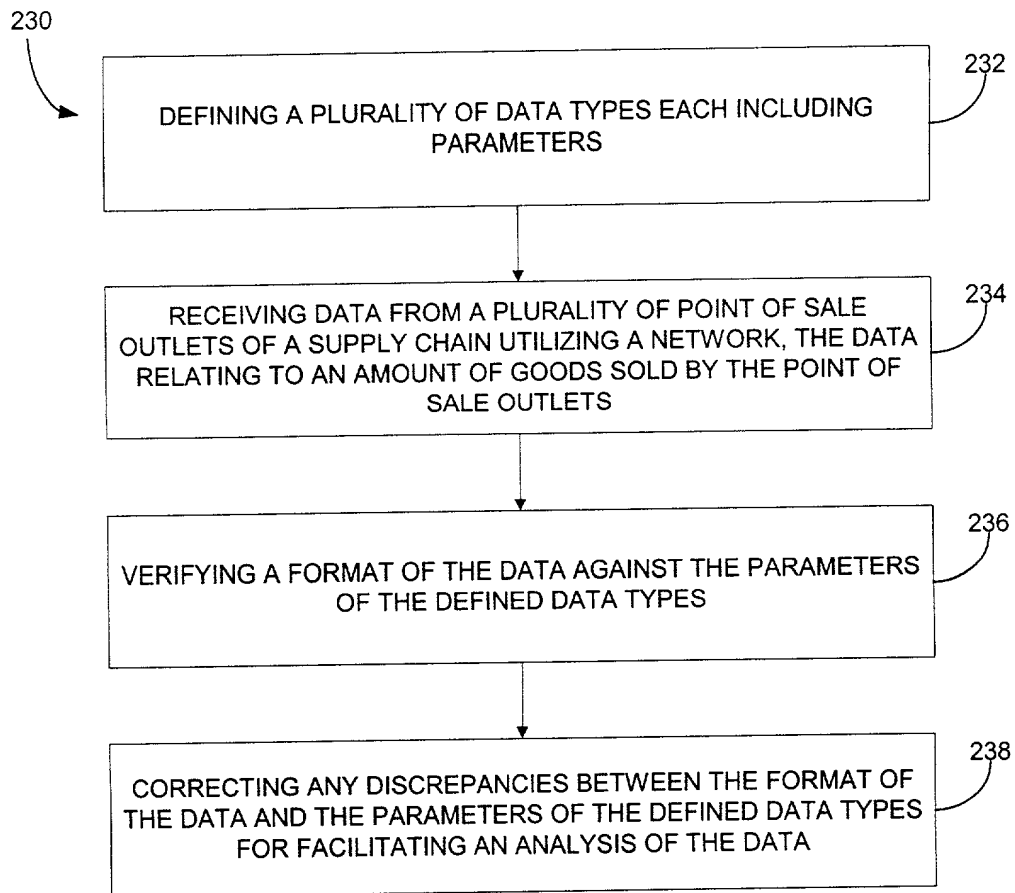 230
232
DEFINING A PLURALITY OF DATA TYPES EACH INCLUDING
PARAMETERS
234
RECEIVING DATA FROM A PLURALITY OF POINT OF SALE
OUTLETS OF A SUPPLY CHAIN UTILIZING A NETWORK, THE DATA
RELATING TO AN AMOUNT OF GOODS SOLD BY THE POINT OF
SALE OUTLETS
236
VERIFYING A FORMAT OF THE DATA AGAINST THE PARAMETERS
OF THE DEFINED DATA TYPES
238
CORRECTING ANY DISCREPANCIES BETWEEN THE FORMAT OF
THE DATA AND THE PARAMETERS OF THE DEFINED DATA TYPES
FOR FACILITATING AN ANALYSIS OF THE DATA